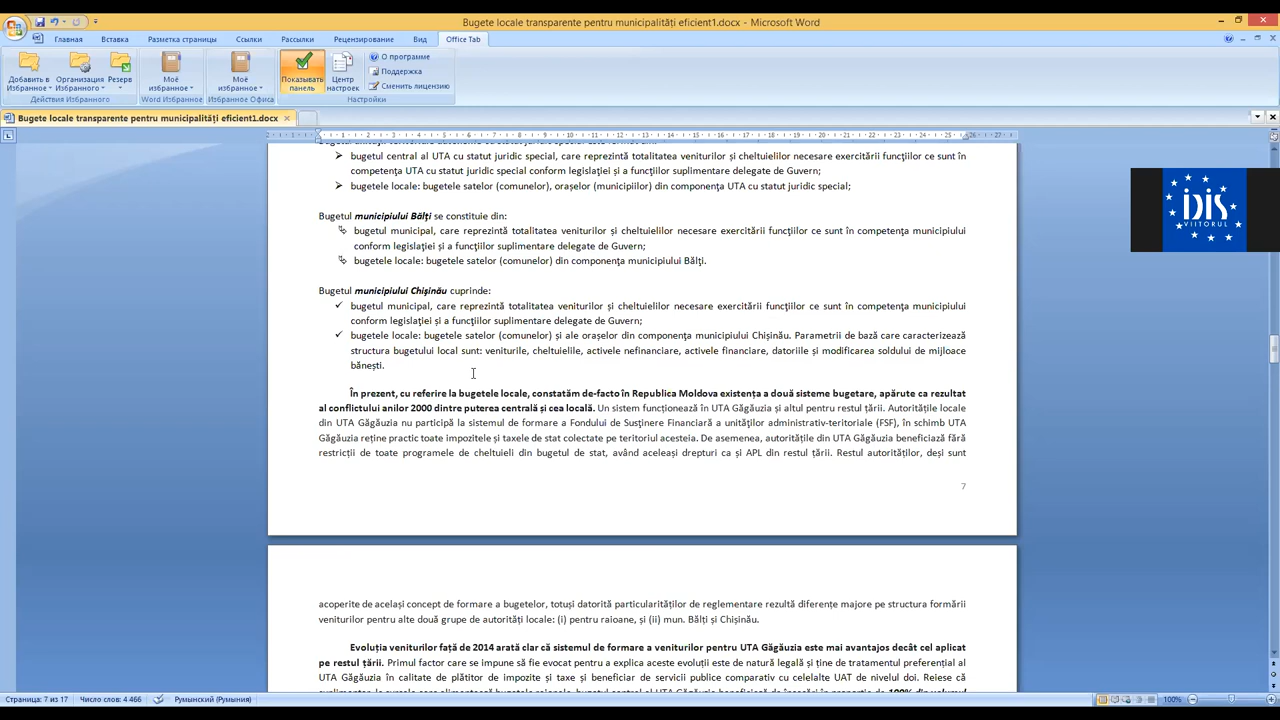 Bugete locale transparente pentru municipalități eficient1.docx - Microsoft Word
Главная Вставка Разметка страницы Ссылки Рассылки Рецензирование Вид Office Tab
Добавить в Избранное Организация Избранного Резерв Моё избранное Моё избранное Показывать панель Центр настроек
О программе
Поддержка
Сменить лицензию
Действия Избранного Word Избранное Избранное Офиса Настройки
Bugete locale transparente pentru municipalități eficient1.docx
bugetul central al UTA cu statut juridic special, care reprezintă totalitatea veniturilor și cheltuielilor necesare exercitării funcţiilor ce sunt în
competenţa UTA cu statut juridic special conform legislaţiei și a funcţiilor suplimentare delegate de Guvern;
bugetele locale: bugetele satelor (comunelor), orașelor (municipiilor) din componenţa UTA cu statut juridic special;
Bugetul municipiului Bălți se constituie din:
bugetul municipal, care reprezintă totalitatea veniturilor și cheltuielilor necesare exercitării funcţiilor ce sunt în competenţa municipiului
conform legislaţiei și a funcţiilor suplimentare delegate de Guvern;
bugetele locale: bugetele satelor (comunelor) din componenţa municipiului Bălţi.
Bugetul municipiului Chișinău cuprinde:
bugetul municipal, care reprezintă totalitatea veniturilor și cheltuielilor necesare exercitării funcţiilor ce sunt în competenţa municipiului
conform legislaţiei și a funcţiilor suplimentare delegate de Guvern;
bugetele locale: bugetele satelor (comunelor) și ale orașelor din componenţa municipiului Chișinău. Parametrii de bază care caracterizează
structura bugetului local sunt: veniturile, cheltuielile, activele nefinanciare, activele financiare, datoriile și modificarea soldului de mijloace
bănești.
În prezent, cu referire la bugetele locale, constatăm de-facto în Republica Moldova existența a două sisteme bugetare, apărute ca rezultat
al conflictului anilor 2000 dintre puterea centrală și cea locală. Un sistem funcționează în UTA Găgăuzia și altul pentru restul țării. Autoritățile locale
din UTA Găgăuzia nu participă la sistemul de formare a Fondului de Susţinere Financiară a unităţilor administrativ-teritoriale (FSF), în schimb UTA
Găgăuzia reține practic toate impozitele și taxele de stat colectate pe teritoriul acesteia. De asemenea, autoritățile din UTA Găgăuzia beneficiază fără
restricții de toate programele de cheltuieli din bugetul de stat, având aceleași drepturi ca și APL din restul țării. Restul autorităților, deși sunt
7
acoperite de același concept de formare a bugetelor, totuși datorită particularităților de reglementare rezultă diferențe majore pe structura formării
veniturilor pentru alte două grupe de autorități locale: (i) pentru raioane, și (ii) mun. Bălți și Chișinău.
Evoluția veniturilor față de 2014 arată clar că sistemul de formare a veniturilor pentru UTA Găgăuzia este mai avantajos decât cel aplicat
pe restul țării. Primul factor care se impune să fie evocat pentru a explica aceste evoluții este de natură legală și ține de tratamentul preferențial al
UTA Găgăuzia în calitate de plătitor de impozite și taxe și beneficiar de servicii publice comparativ cu celelalte UAT de nivelul doi. Reiese că
IDIS
VIITORUL
Страница: 7 из 17 Число слов: 4 466 Румынский (Румыния) 100%